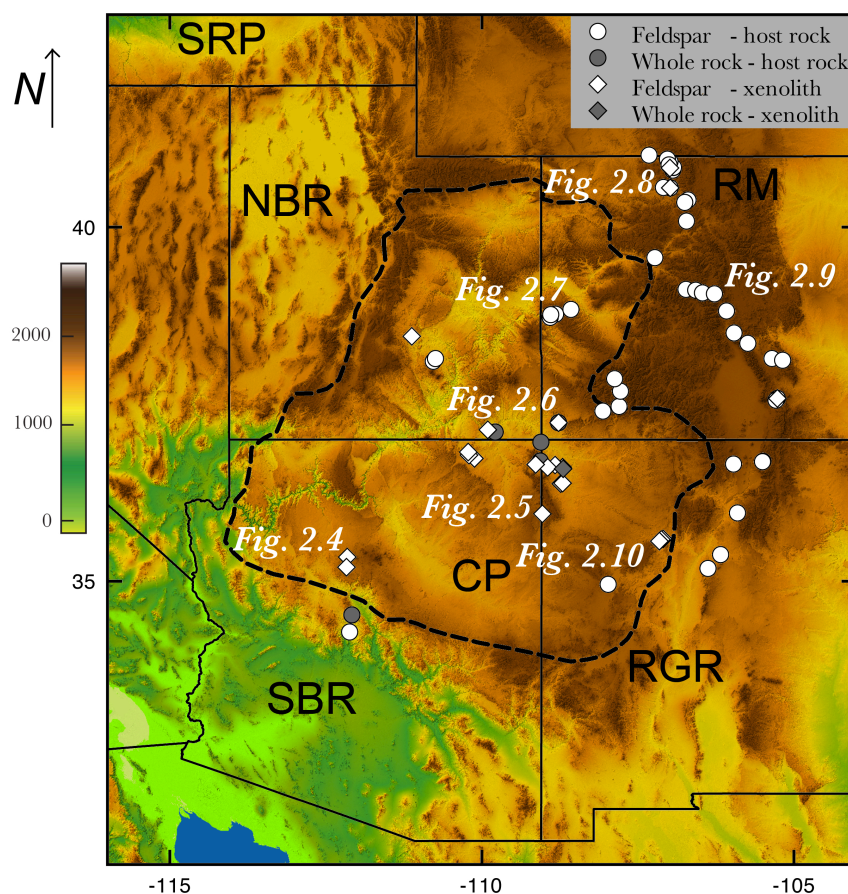 SRP
Feldspar - host rock
Whole rock - host rock
Feldspar - xenolith
Whole rock - xenolith
N
Fig. 2.8
RM
NBR
40
Fig. 2.7
Fig. 2.9
2000
1000
0
Fig. 2.6
Fig. 2.5
Fig. 2.4
Fig. 2.10
35
CP
RGR
SBR
-115
-110
-105